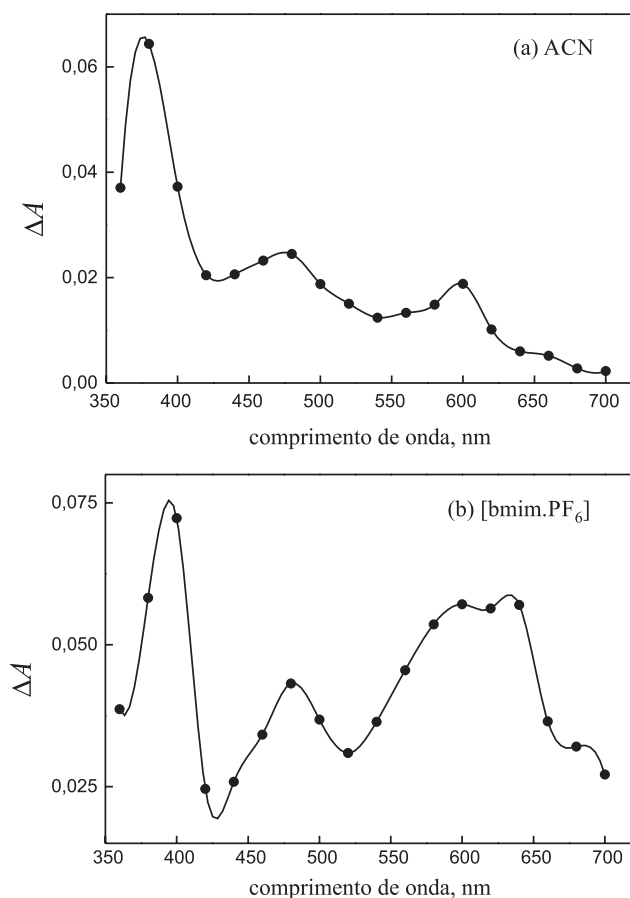 (a) ACN
0,06
0,04
0,02
0,00
ΔA
350 400 450 500 550 600 650 700
comprimento de onda, nm
(b) [bmim.PF₆]
0,075
0,050
0,025
ΔA
350 400 450 500 550 600 650 700
comprimento de onda, nm